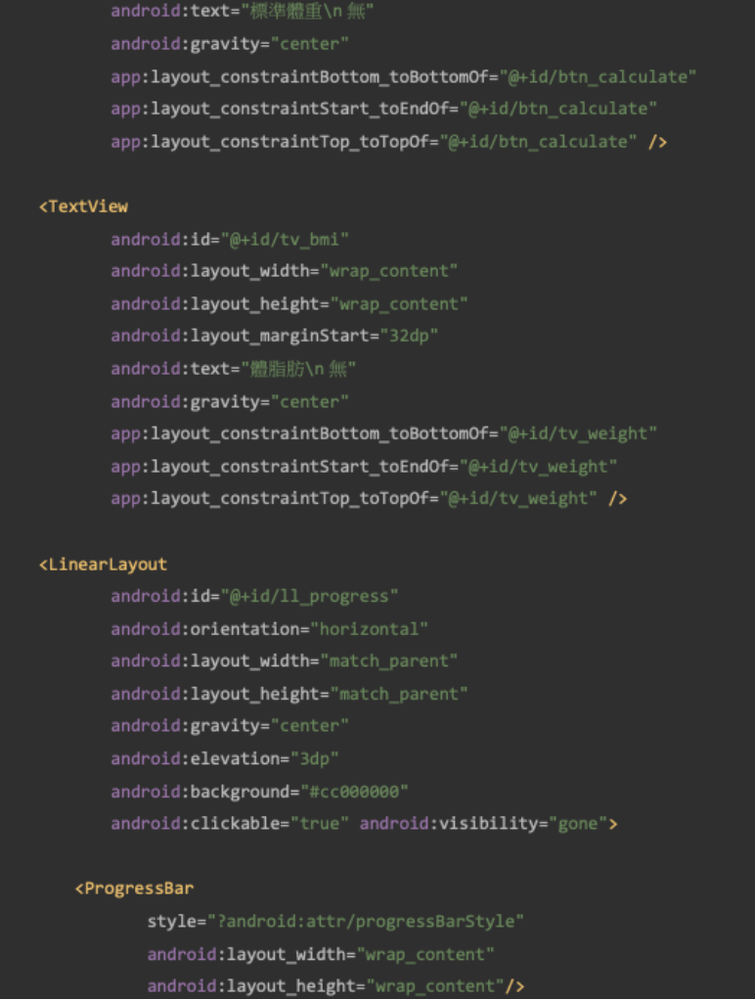 android:text="標準體重\n 無"
android:gravity="center"
app:layout_constraintBottom_toBottomOf="@+id/btn_calculate"
app:layout_constraintStart_toEndOf="@+id/btn_calculate"
app:layout_constraintTop_toTopOf="@+id/btn_calculate" />
<TextView
android:id="@+id/tv_bmi"
android:layout_width="wrap_content"
android:layout_height="wrap_content"
android:layout_marginStart="32dp"
android:text="體脂肪\n 無"
android:gravity="center"
app:layout_constraintBottom_toBottomOf="@+id/tv_weight"
app:layout_constraintStart_toEndOf="@+id/tv_weight"
app:layout_constraintTop_toTopOf="@+id/tv_weight" />
<LinearLayout
android:id="@+id/ll_progress"
android:orientation="horizontal"
android:layout_width="match_parent"
android:layout_height="match_parent"
android:gravity="center"
android:elevation="3dp"
android:background="#cc000000"
android:clickable="true" android:visibility="gone">
<ProgressBar
style="?android:attr/progressBarStyle"
android:layout_width="wrap_content"
android:layout_height="wrap_content"/>